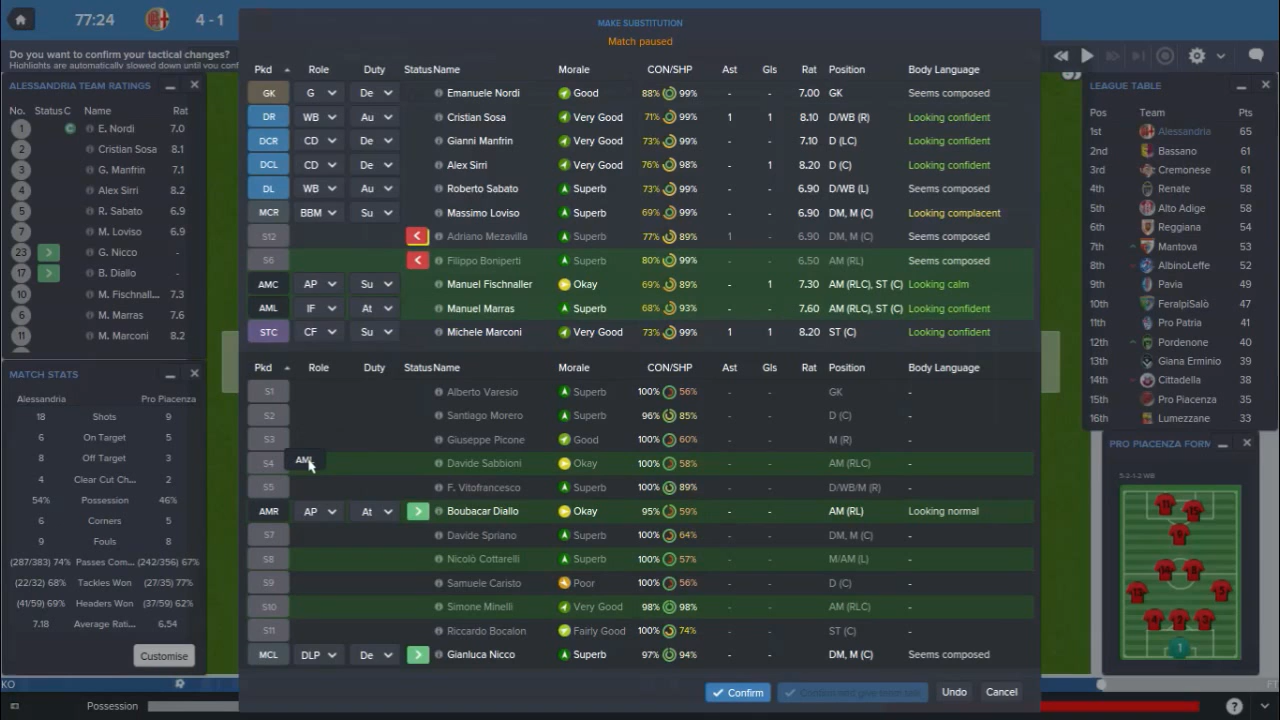 77:24 4 - 1
MAKE SUBSTITUTION
Match paused
Do you want to confirm your tactical changes?
Highlights are automatically slowed down until you conf
ALESSANDRIA TEAM RATINGS
No. Status C Name Rat
1 C E. Nordi 7.0
2 Cristian Sosa 8.1
3 G. Manfrin 7.1
4 Alex Sirri 8.2
5 R. Sabato 6.9
7 M. Loviso 6.9
23 G. Nicco -
17 B. Diallo -
10 M. Fischnall... 7.3
6 M. Marras 7.6
11 M. Marconi 8.2
MATCH STATS
Alessandria Pro Piacenza
18 Shots 9
6 On Target 5
8 Off Target 3
4 Clear Cut Ch... 2
54% Possession 46%
6 Corners 5
9 Fouls 8
(287/383) 74% Passes Com... (242/356) 67%
(22/32) 68% Tackles Won (27/35) 77%
(41/59) 69% Headers Won (37/59) 62%
7.18 Average Rati... 6.54
Customise
Pkd Role Duty Status Name Morale CON/SHP Ast Gls Rat Position Body Language
GK G De Emanuele Nordi Good 88% 99% - - 7.00 GK Seems composed
DR WB Au Cristian Sosa Very Good 71% 99% 1 1 8.10 D/WB (R) Looking confident
DCR CD De Gianni Manfrin Very Good 73% 99% - - 7.10 D (LC) Looking confident
DCL CD De Alex Sirri Very Good 76% 98% - 1 8.20 D (C) Looking confident
DL WB Au Roberto Sabato Superb 73% 99% - - 6.90 D/WB (L) Seems composed
MCR BBM Su Massimo Loviso Superb 69% 99% - - 6.90 DM, M (C) Looking complacent
S12 Adriano Mezavilla Superb 77% 89% 1 - 6.90 DM, M (C) Seems composed
S6 Filippo Boniperti Superb 80% 99% - - 6.50 AM (RL) Seems composed
AMC AP Su Manuel Fischnaller Okay 69% 89% - 1 7.30 AM (RLC), ST (C) Looking calm
AML IF At Manuel Marras Okay 68% 93% - - 7.60 AM (RLC), ST (C) Looking confident
STC CF Su Michele Marconi Very Good 73% 99% 1 1 8.20 ST (C) Looking confident
Pkd Role Duty Status Name Morale CON/SHP Ast Gls Rat Position Body Language
S1 Alberto Varesio Superb 100% 56% - - - GK -
S2 Santiago Morero Superb 96% 85% - - - D (C) -
S3 Giuseppe Picone Good 100% 60% - - - M (R) -
S4 AML Davide Sabbioni Okay 100% 58% - - - AM (RLC) -
S5 F. Vitofrancesco Superb 100% 89% - - - D/WB/M (R) -
AMR AP At Boubacar Diallo Okay 95% 59% - - - AM (RL) Looking normal
S7 Davide Spriano Superb 100% 64% - - - DM, M (C) -
S8 Nicolò Cottarelli Superb 100% 57% - - - M/AM (L) -
S9 Samuele Caristo Poor 100% 56% - - - D (C) -
S10 Simone Minelli Very Good 98% 98% - - - AM (RLC) -
S11 Riccardo Bocalon Fairly Good 100% 74% - - - ST (C) -
MCL DLP De Gianluca Nicco Superb 97% 94% - - - DM, M (C) Seems composed
Confirm Undo Cancel
LEAGUE TABLE
Pos Team Pts
1st Alessandria 65
2nd Bassano 61
3rd Cremonese 61
4th Renate 58
5th Alto Adige 58
6th Reggiana 54
7th Mantova 53
8th AlbinoLeffe 52
9th Pavia 49
10th FeralpiSalò 47
11th Pro Patria 41
12th Pordenone 40
13th Giana Erminio 39
14th Cittadella 38
15th Pro Piacenza 35
16th Lumezzane 33
PRO PIACENZA FORM
5-2-1-2 WB
11 15
9
8
5
4 2 3
1
KO
Possession